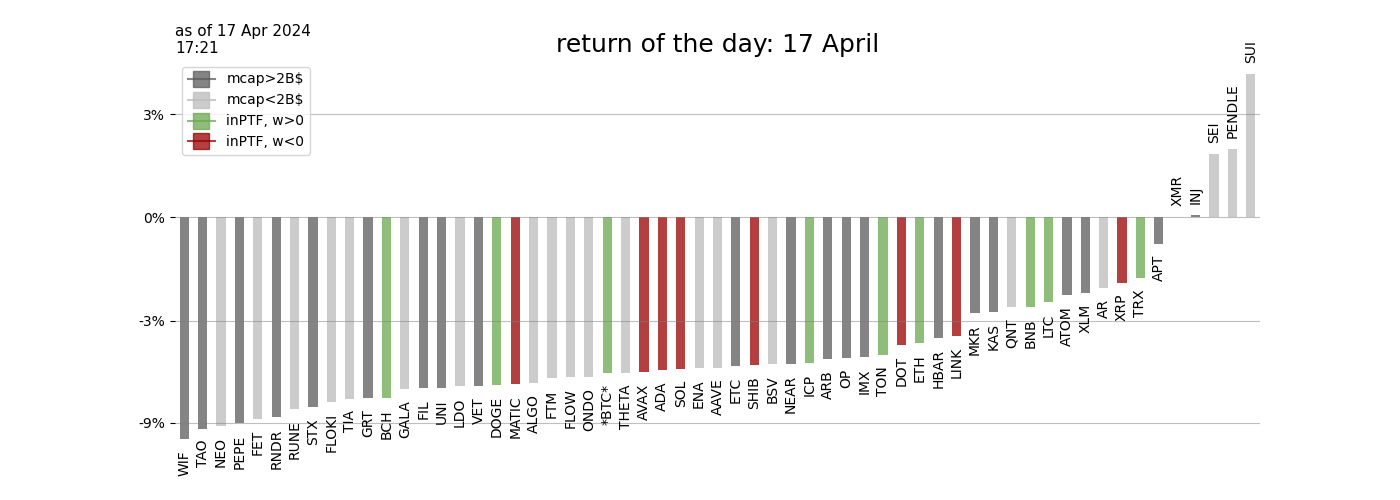 as of 17 Apr 2024
17:21
return of the day: 17 April
mcap>2B$
mcap<2B$
inPTF, w>0
inPTF, w<0
3%
0%
-3%
-9%
WIF
TAO
NEO
PEPE
FET
RNDR
RUNE
STX
FLOKI
TIA
GRT
BCH
GALA
FIL
UNI
LDO
VET
DOGE
MATIC
ALGO
FTM
FLOW
ONDO
*BTC*
THETA
AVAX
ADA
SOL
ENA
AAVE
ETC
SHIB
BSV
NEAR
ICP
ARB
OP
IMX
TON
DOT
ETH
HBAR
LINK
MKR
KAS
QNT
BNB
LTC
ATOM
XLM
AR
XRP
TRX
APT
XMR
INJ
SEI
PENDLE
SUI